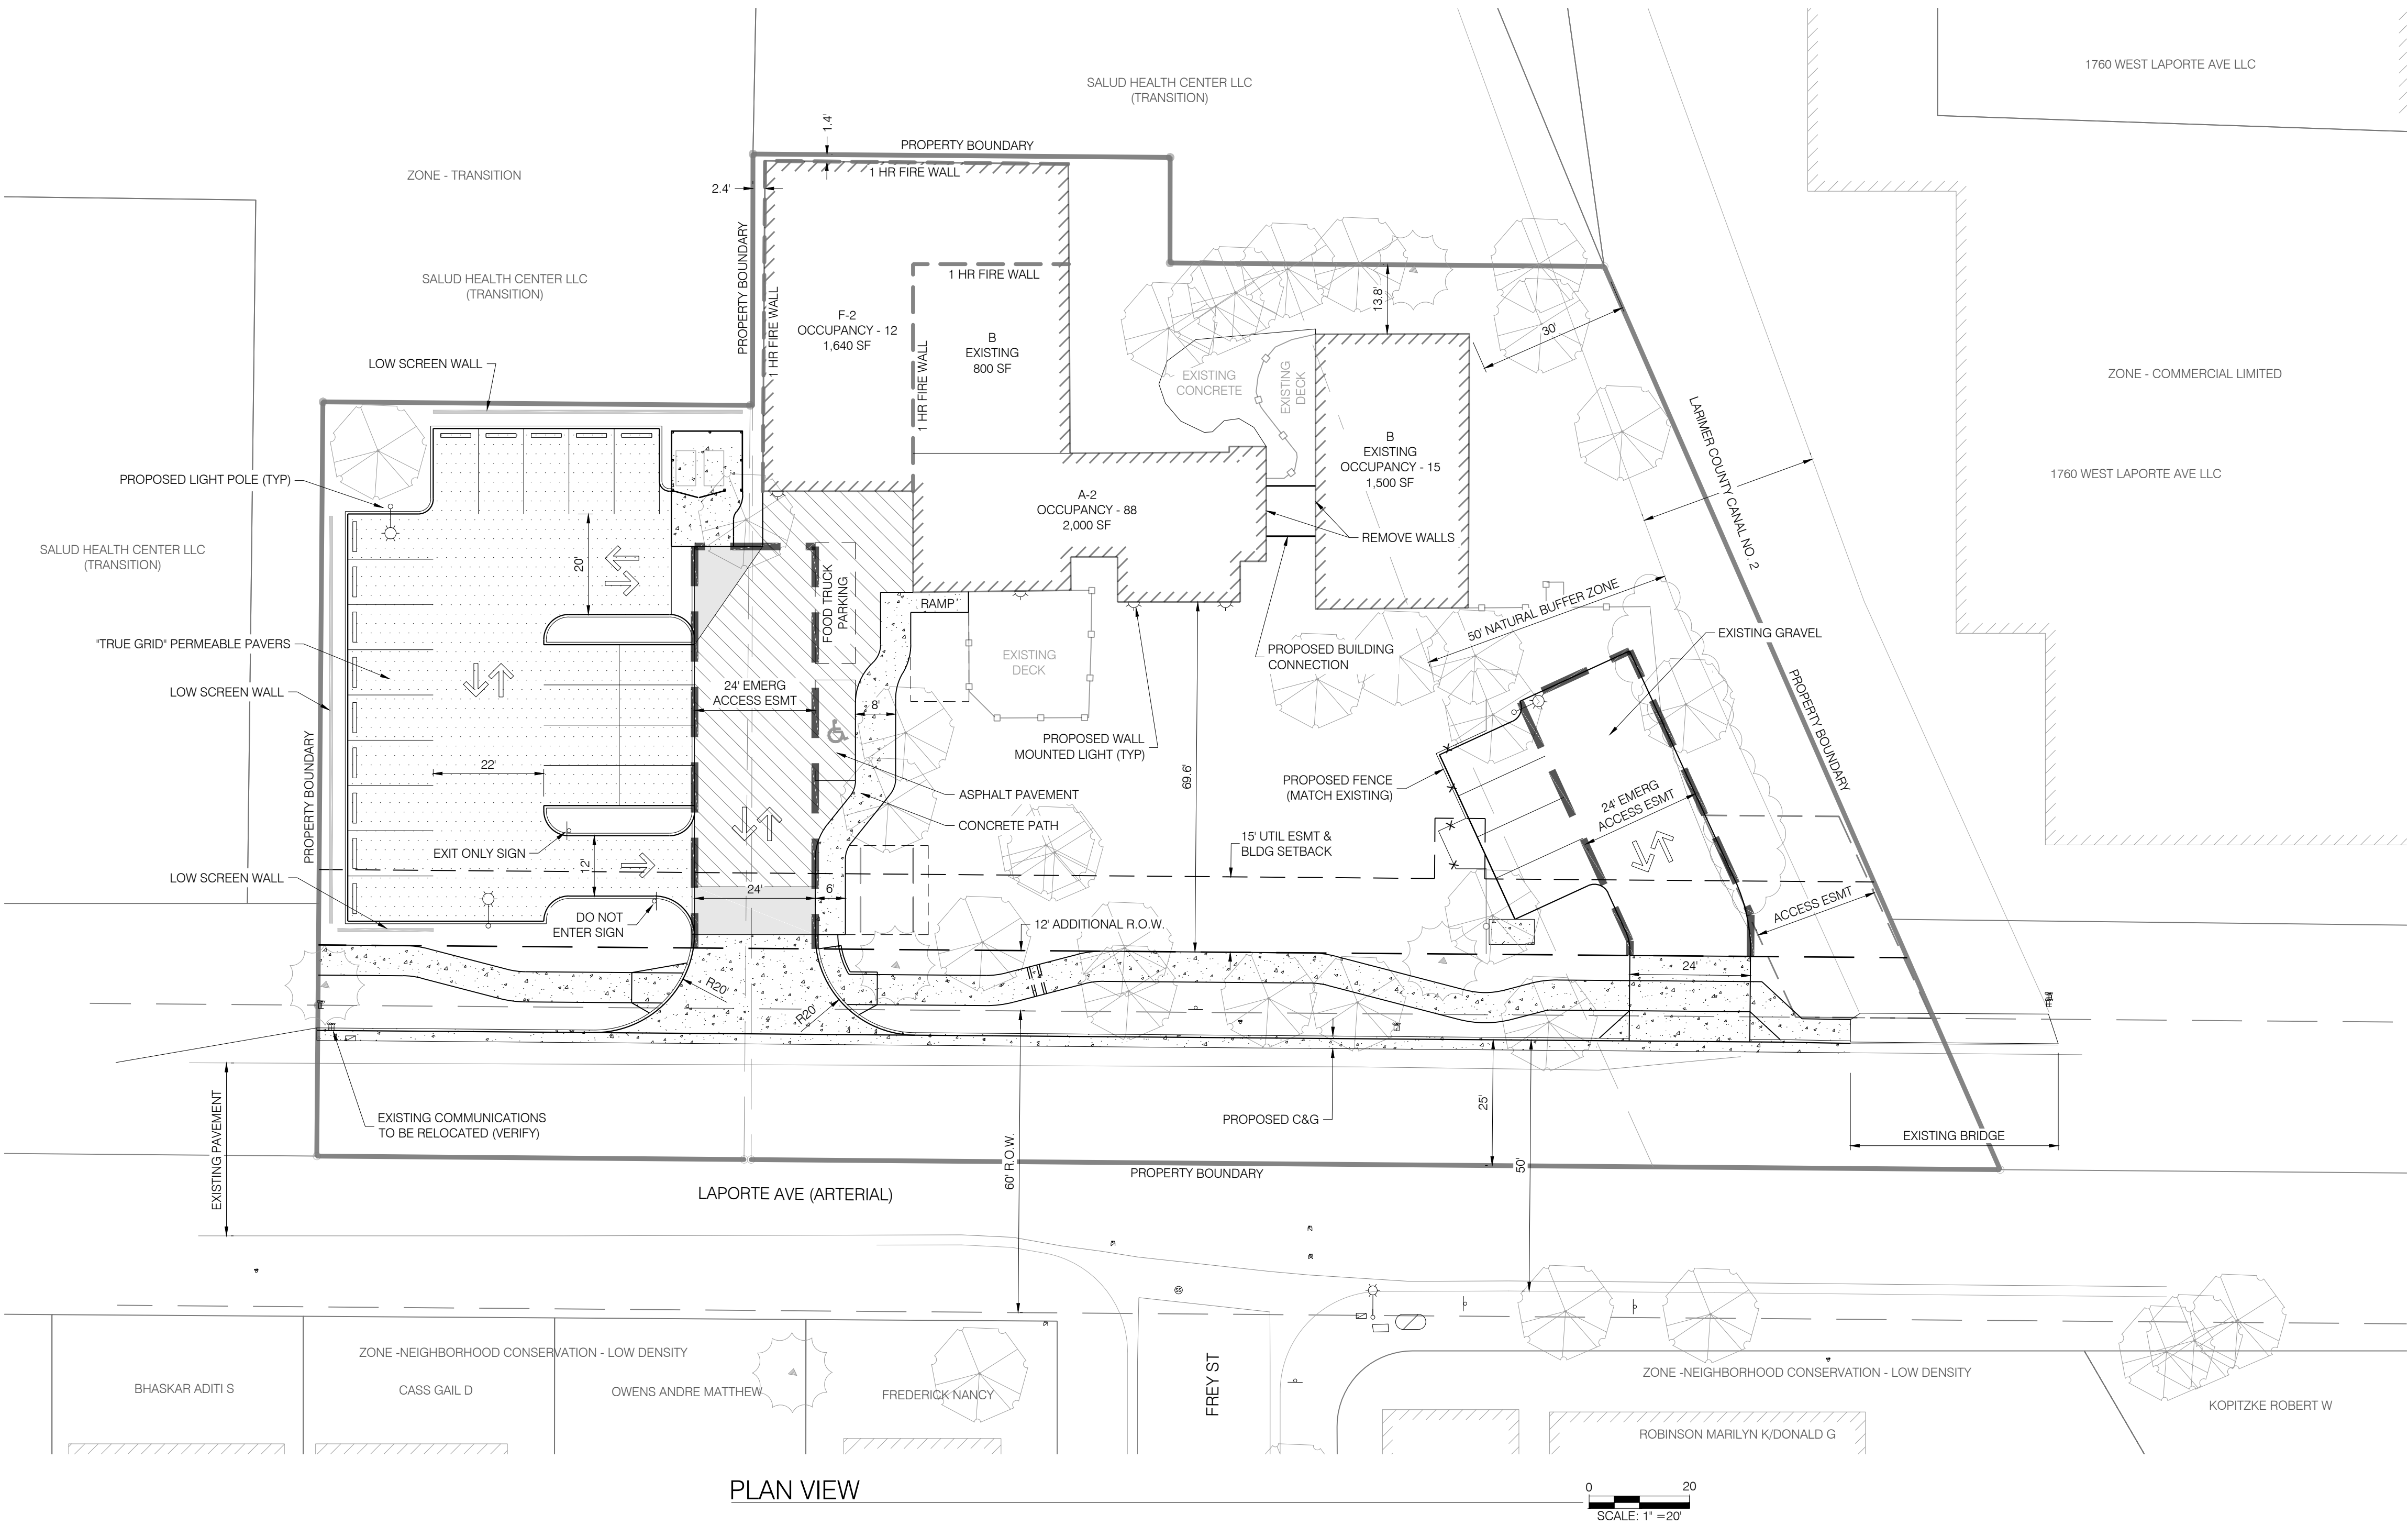 1760 WEST LAPORTE AVE LLC
SALUD HEALTH CENTER LLC
(TRANSITION)
1.4'
PROPERTY BOUNDARY
1 HR FIRE WALL
ZONE - TRANSITION
2.4'
PROPERTY BOUNDARY
1 HR FIRE WALL
SALUD HEALTH CENTER LLC
(TRANSITION)
1 HR FIRE WALL
F-2
OCCUPANCY - 12
1,640 SF
B
EXISTING
800 SF
1 HR FIRE WALL
13.8'
30'
LOW SCREEN WALL
EXISTING
CONCRETE
EXISTING
DECK
ZONE - COMMERCIAL LIMITED
LARIMER COUNTY CANAL NO. 2
B
EXISTING
OCCUPANCY - 15
1,500 SF
1760 WEST LAPORTE AVE LLC
PROPOSED LIGHT POLE (TYP)
A-2
OCCUPANCY - 88
2,000 SF
REMOVE WALLS
SALUD HEALTH CENTER LLC
(TRANSITION)
20'
FOOD TRUCK
PARKING
RAMP
50' NATURAL BUFFER ZONE
EXISTING GRAVEL
"TRUE GRID" PERMEABLE PAVERS
EXISTING
DECK
PROPOSED BUILDING
CONNECTION
LOW SCREEN WALL
24' EMERG
ACCESS ESMT
8'
PROPERTY BOUNDARY
PROPOSED WALL
MOUNTED LIGHT (TYP)
PROPERTY BOUNDARY
22'
69.6'
PROPOSED FENCE
(MATCH EXISTING)
24' EMERG
ACCESS ESMT
ASPHALT PAVEMENT
CONCRETE PATH
EXIT ONLY SIGN
12'
15' UTIL ESMT &
BLDG SETBACK
LOW SCREEN WALL
24'
6'
ACCESS ESMT
DO NOT
ENTER SIGN
12' ADDITIONAL R.O.W.
24'
R20'
R20'
EXISTING PAVEMENT
EXISTING COMMUNICATIONS
TO BE RELOCATED (VERIFY)
PROPOSED C&G
25'
EXISTING BRIDGE
60' R.O.W.
50'
PROPERTY BOUNDARY
LAPORTE AVE (ARTERIAL)
ZONE -NEIGHBORHOOD CONSERVATION - LOW DENSITY
ZONE -NEIGHBORHOOD CONSERVATION - LOW DENSITY
BHASKAR ADITI S
CASS GAIL D
OWENS ANDRE MATTHEW
FREDERICK NANCY
FREY ST
KOPITZKE ROBERT W
ROBINSON MARILYN K/DONALD G
PLAN VIEW
0 20
SCALE: 1" =20'